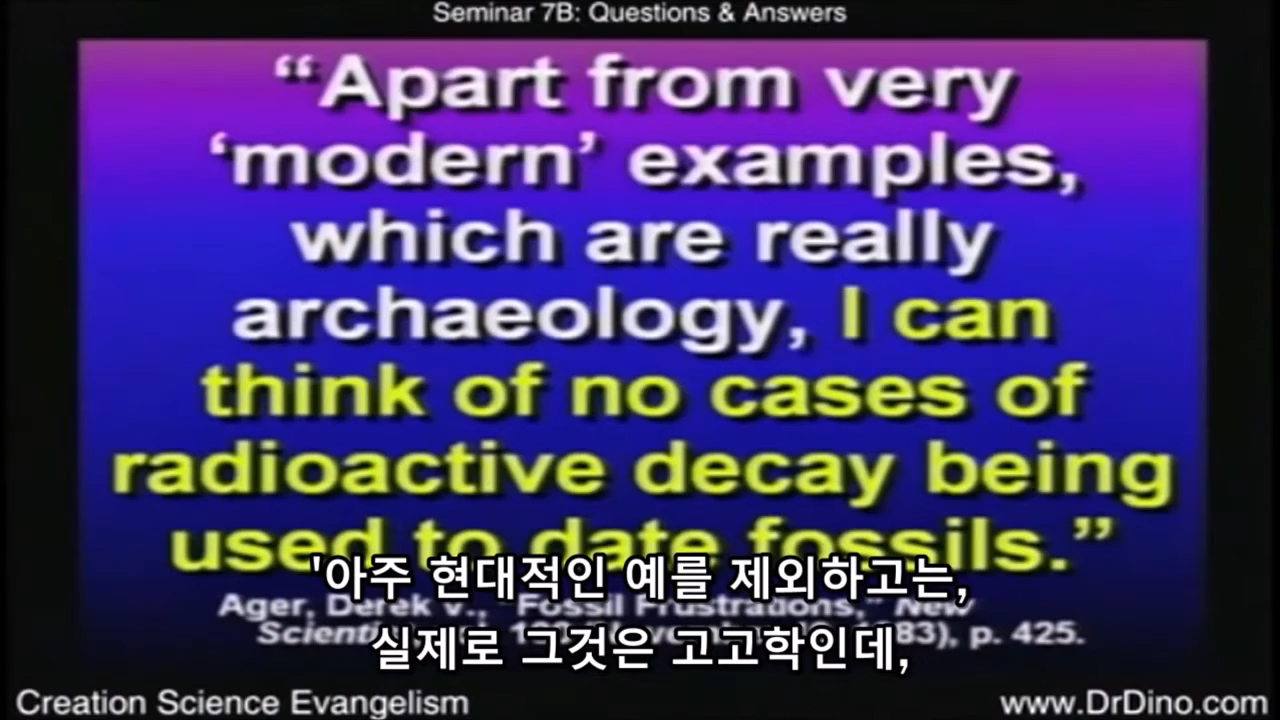 Seminar 7B: Questions & Answers
“Apart from very
‘modern’ examples,
which are really
archaeology, I can
think of no cases of
radioactive decay being
used to date fossils.”
'아주 현대적인 예를 제외하고는,
Ager, Derek V., “Fossil Frustrations,” New
실제로 그것은 고고학인데,
p. 425.
Creation Science Evangelism
www.DrDino.com